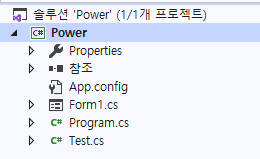 솔루션 'Power' (1/1개 프로젝트)
C# Power
Properties
참조
App.config
Form1.cs
C# Program.cs
C# Test.cs